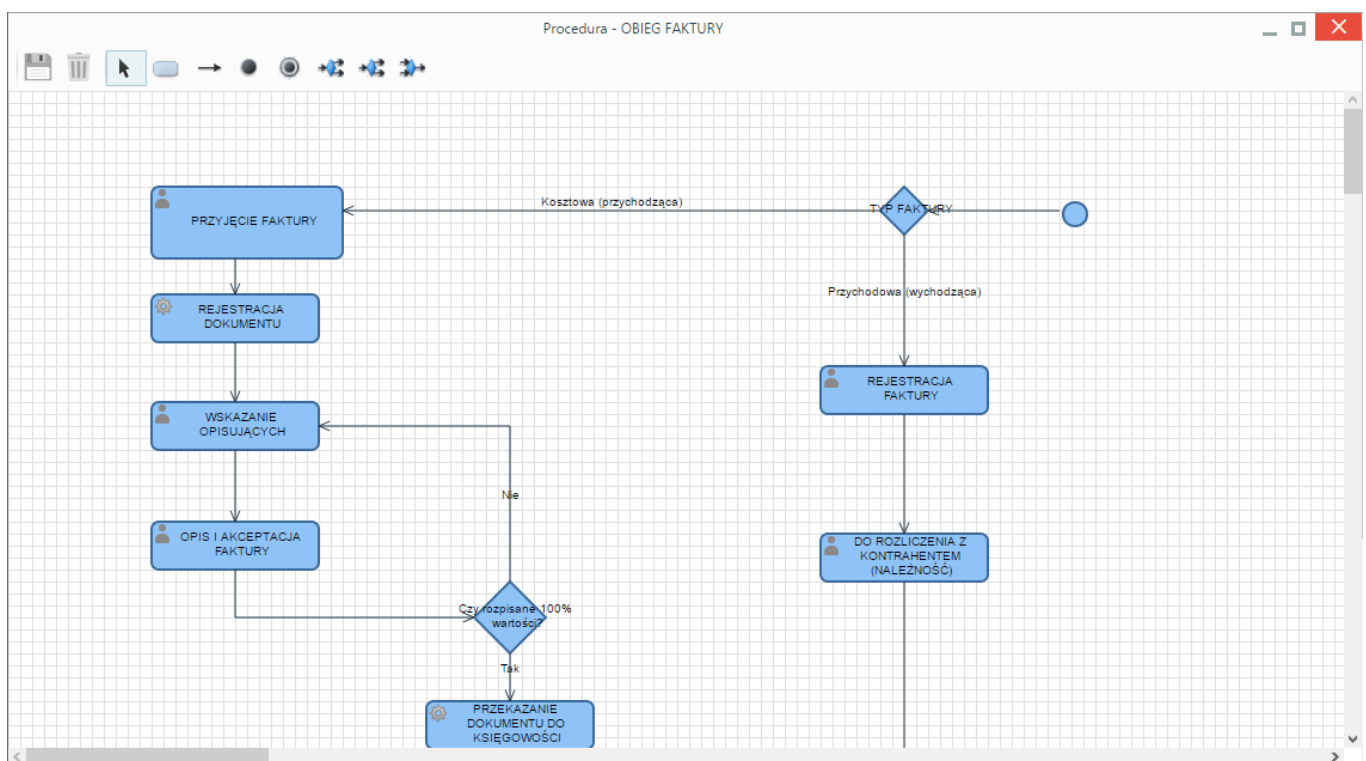 Procedura - OBIEG FAKTURY
Kosztowa (przychodząca)
TYP FAKTURY
PRZYJĘCIE FAKTURY
Przychodowa (wychodząca)
REJESTRACJA
DOKUMENTU
REJESTRACJA
FAKTURY
WSKAZANIE
OPISUJĄCYCH
Nie
OPIS I AKCEPTACJA
FAKTURY
DO ROZLICZENIA Z
KONTRAHENTEM
(NALEŻNOŚĆ)
Czy rozpisane 100%
wartości?
Tak
PRZEKAZANIE
DOKUMENTU DO
KSIĘGOWOŚCI